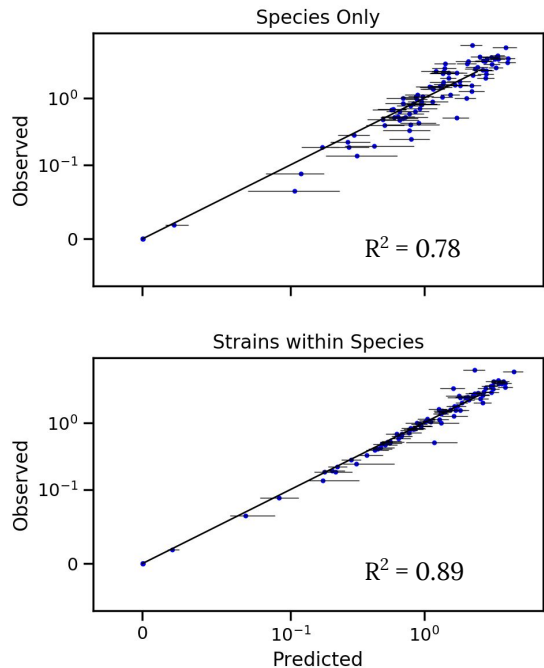 Species Only
Observed
10⁰
10⁻¹
0
R² = 0.78
Strains within Species
Observed
10⁰
10⁻¹
0
R² = 0.89
0
10⁻¹
10⁰
Predicted